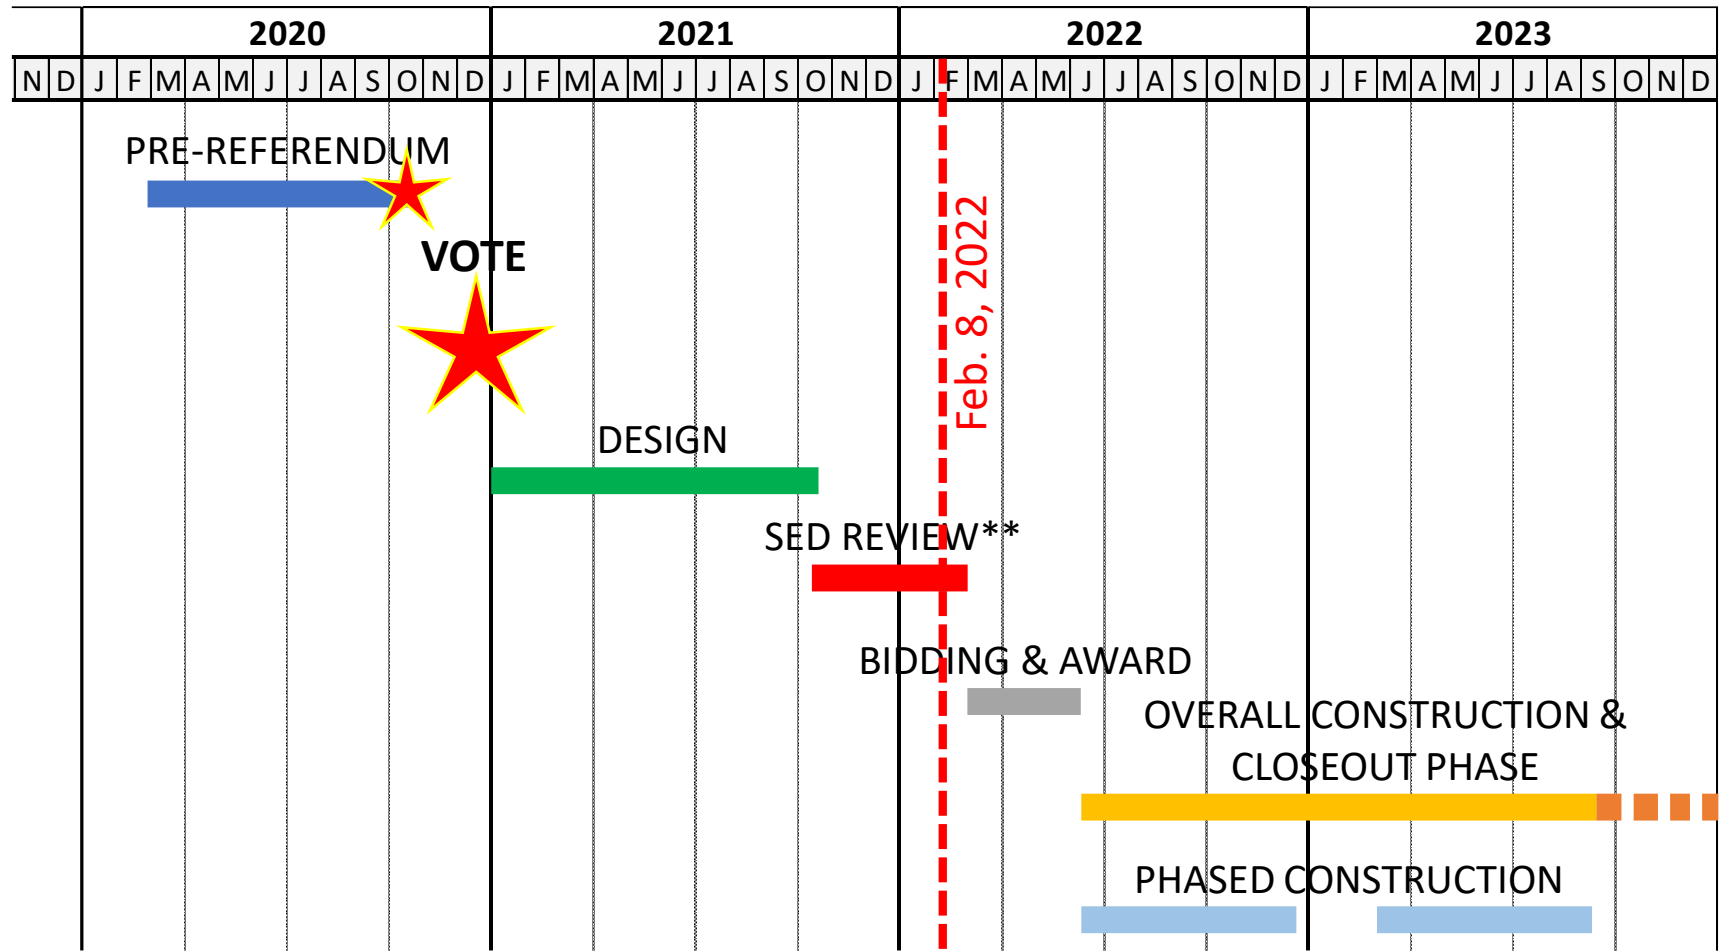 2020 2021 2022 2023
N D J F M A M J J A S O N D J F M A M J J A S O N D J F M A M J J A S O N D J F M A M J J A S O N D
PRE-REFERENDUM
VOTE
Feb. 8, 2022
DESIGN
SED REVIEW**
BIDDING & AWARD
OVERALL CONSTRUCTION &
CLOSEOUT PHASE
PHASED CONSTRUCTION